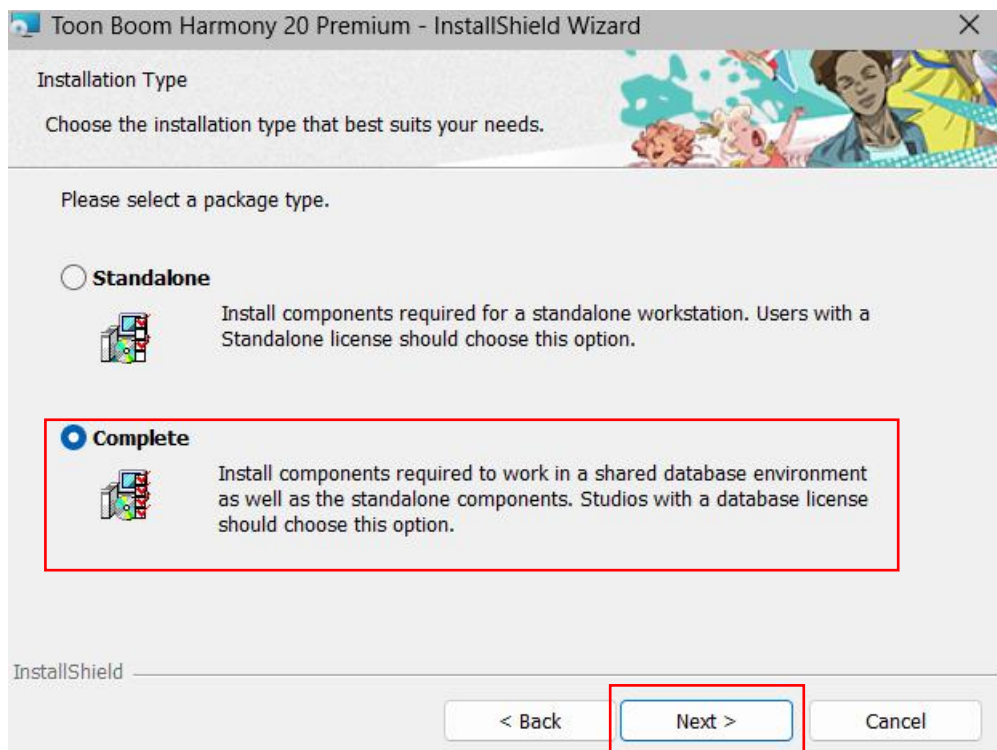 Toon Boom Harmony 20 Premium - InstallShield Wizard
Installation Type
Choose the installation type that best suits your needs.
Please select a package type.
Standalone
Install components required for a standalone workstation. Users with a
Standalone license should choose this option.
Complete
Install components required to work in a shared database environment
as well as the standalone components. Studios with a database license
should choose this option.
InstallShield
< Back
Next >
Cancel